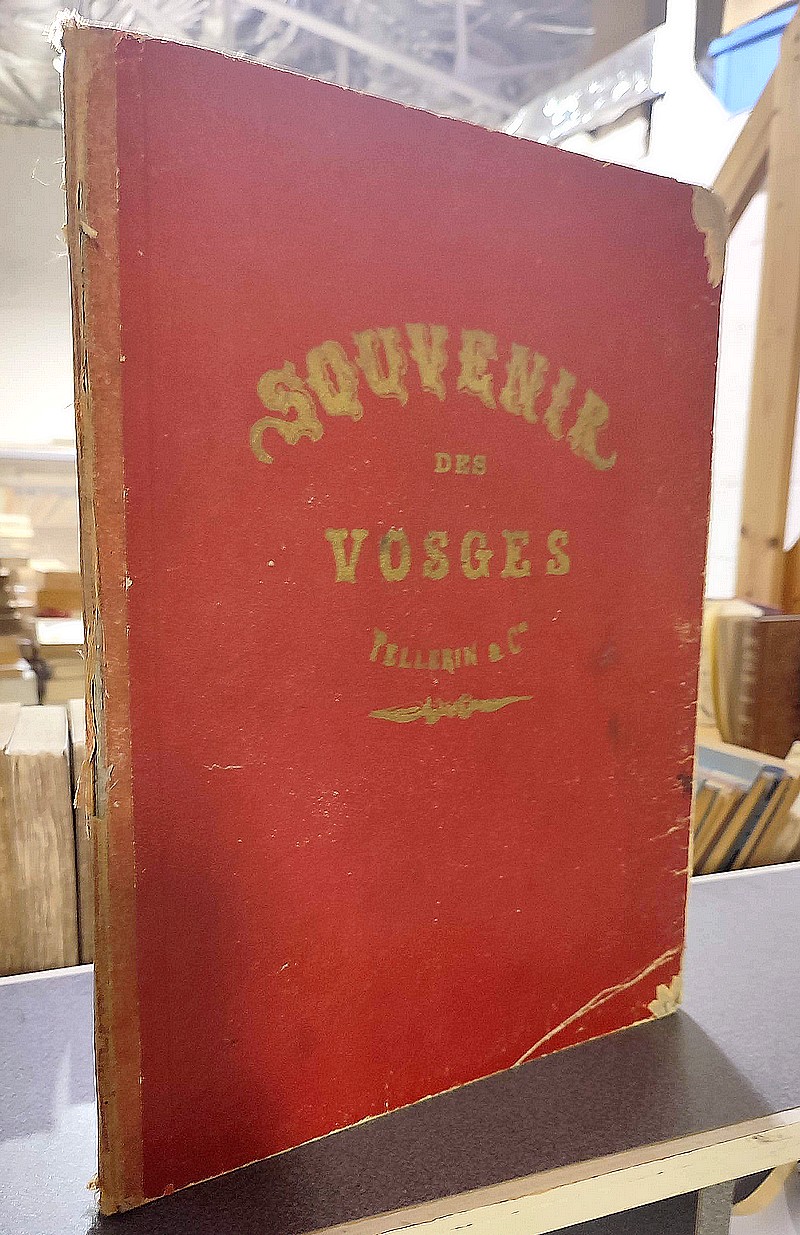 SOUVENIR
DES
VOSGES
PELLERIN & Cie